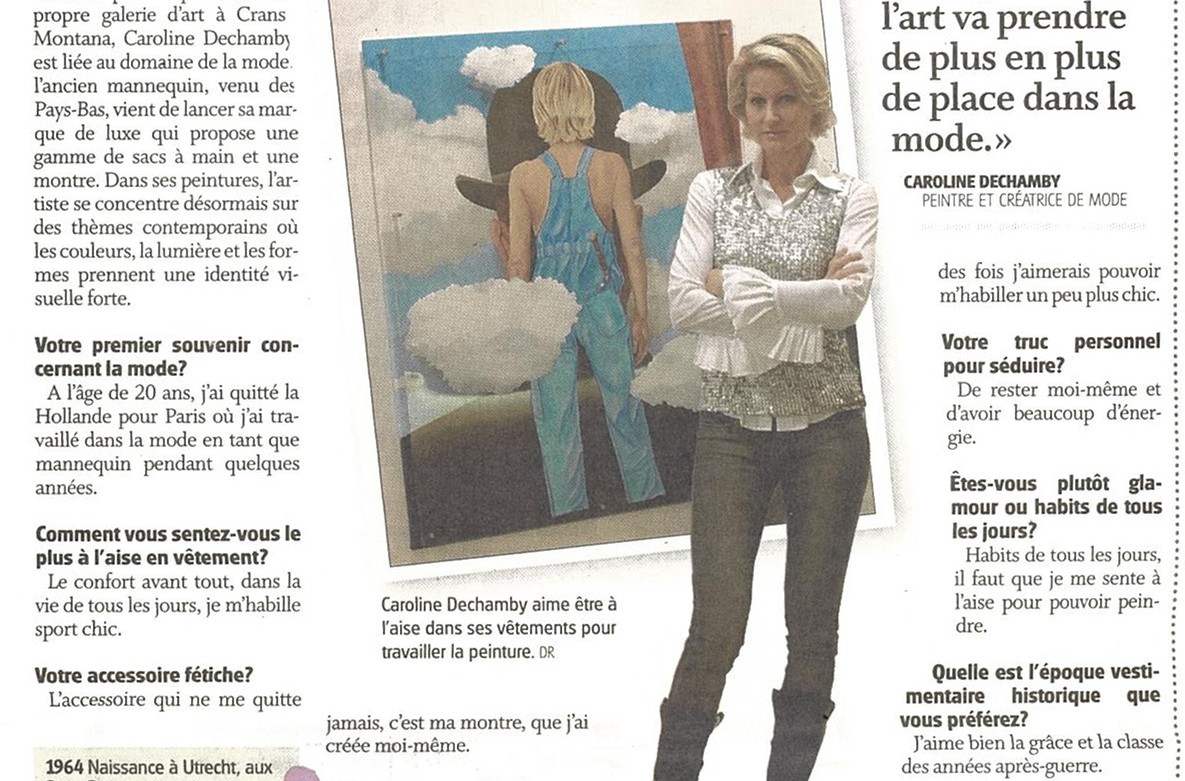 propre galerie d'art à Crans
Montana, Caroline Dechamby
est liée au domaine de la mode.
l'ancien mannequin, venu des
Pays-Bas, vient de lancer sa mar-
que de luxe qui propose une
gamme de sacs à main et une
montre. Dans ses peintures, l'ar-
tiste se concentre désormais sur
des thèmes contemporains où
les couleurs, la lumière et les for-
mes prennent une identité vi-
suelle forte.
Votre premier souvenir con-
cernant la mode?
A l'âge de 20 ans, j'ai quitté la
Hollande pour Paris où j'ai tra-
vaillé dans la mode en tant que
mannequin pendant quelques
années.
Comment vous sentez-vous le
plus à l'aise en vêtement?
Le confort avant tout, dans la
vie de tous les jours, je m'habille
sport chic.
Votre accessoire fétiche?
L'accessoire qui ne me quitte
1964 Naissance à Utrecht, aux
Caroline Dechamby aime être à
l'aise dans ses vêtements pour
travailler la peinture. DR
jamais, c'est ma montre, que j'ai
créée moi-même.
l'art va prendre
de plus en plus
de place dans la
mode.»
CAROLINE DECHAMBY
PEINTRE ET CRÉATRICE DE MODE
des fois j'aimerais pouvoir
m'habiller un peu plus chic.
Votre truc personnel
pour séduire?
De rester moi-même et
d'avoir beaucoup d'éner-
gie.
Êtes-vous plutôt gla-
mour ou habits de tous
les jours?
Habits de tous les jours,
il faut que je me sente à
l'aise pour pouvoir pein-
dre.
Quelle est l'époque vesti-
mentaire historique que
vous préférez?
J'aime bien la grâce et la classe
des années après-guerre.